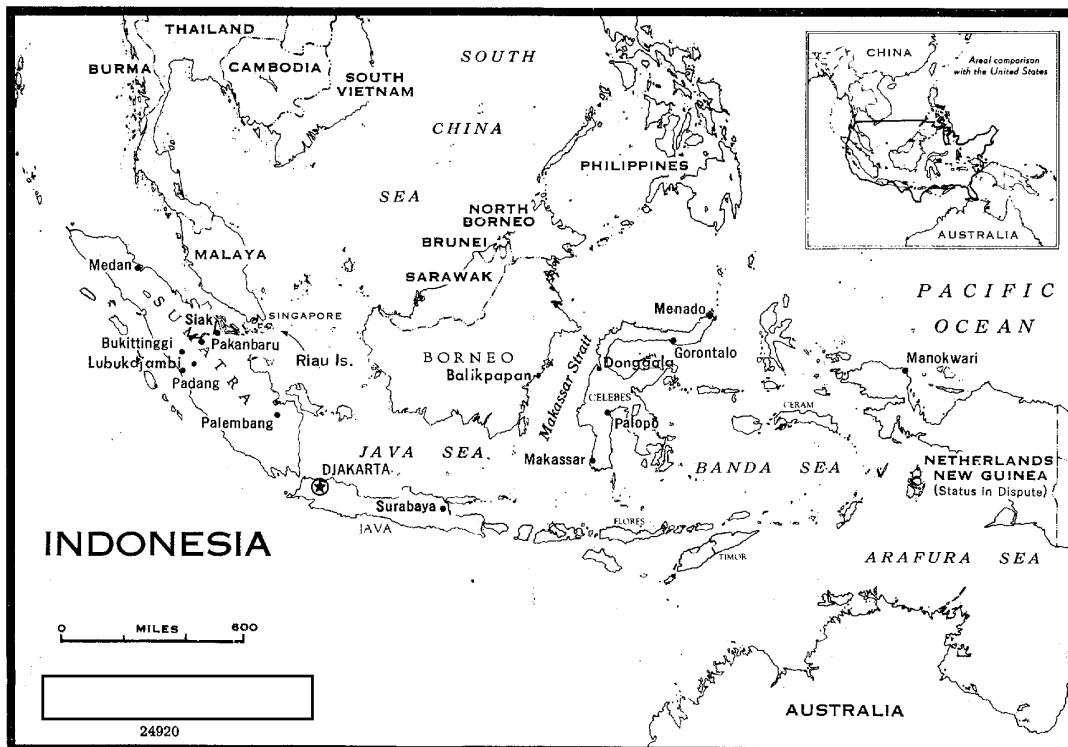 THAILAND
BURMA
CAMBODIA
SOUTH
VIETNAM
SOUTH
CHINA
SEA
PHILIPPINES
CHINA
Areal comparison
with the United States
AUSTRALIA
NORTH
BORNEO
BRUNEI
SARAWAK
MALAYA
Medan
SUMATRA
Siak
SINGAPORE
Bukittinggi
Pakanbaru
Lubukdjambi
Riau Is.
Padang
Palembang
BORNEO
Balikpapan
Makassar Strait
Menado
Gorontalo
Donggala
CELEBES
Palopo
Makassar
PACIFIC
OCEAN
Manokwari
CERAM
JAVA SEA
BANDA SEA
NETHERLANDS
NEW GUINEA
(Status in Dispute)
DJAKARTA
Surabaya
JAVA
FLORES
TIMOR
ARAFURA SEA
INDONESIA
0 MILES 600
24920
AUSTRALIA